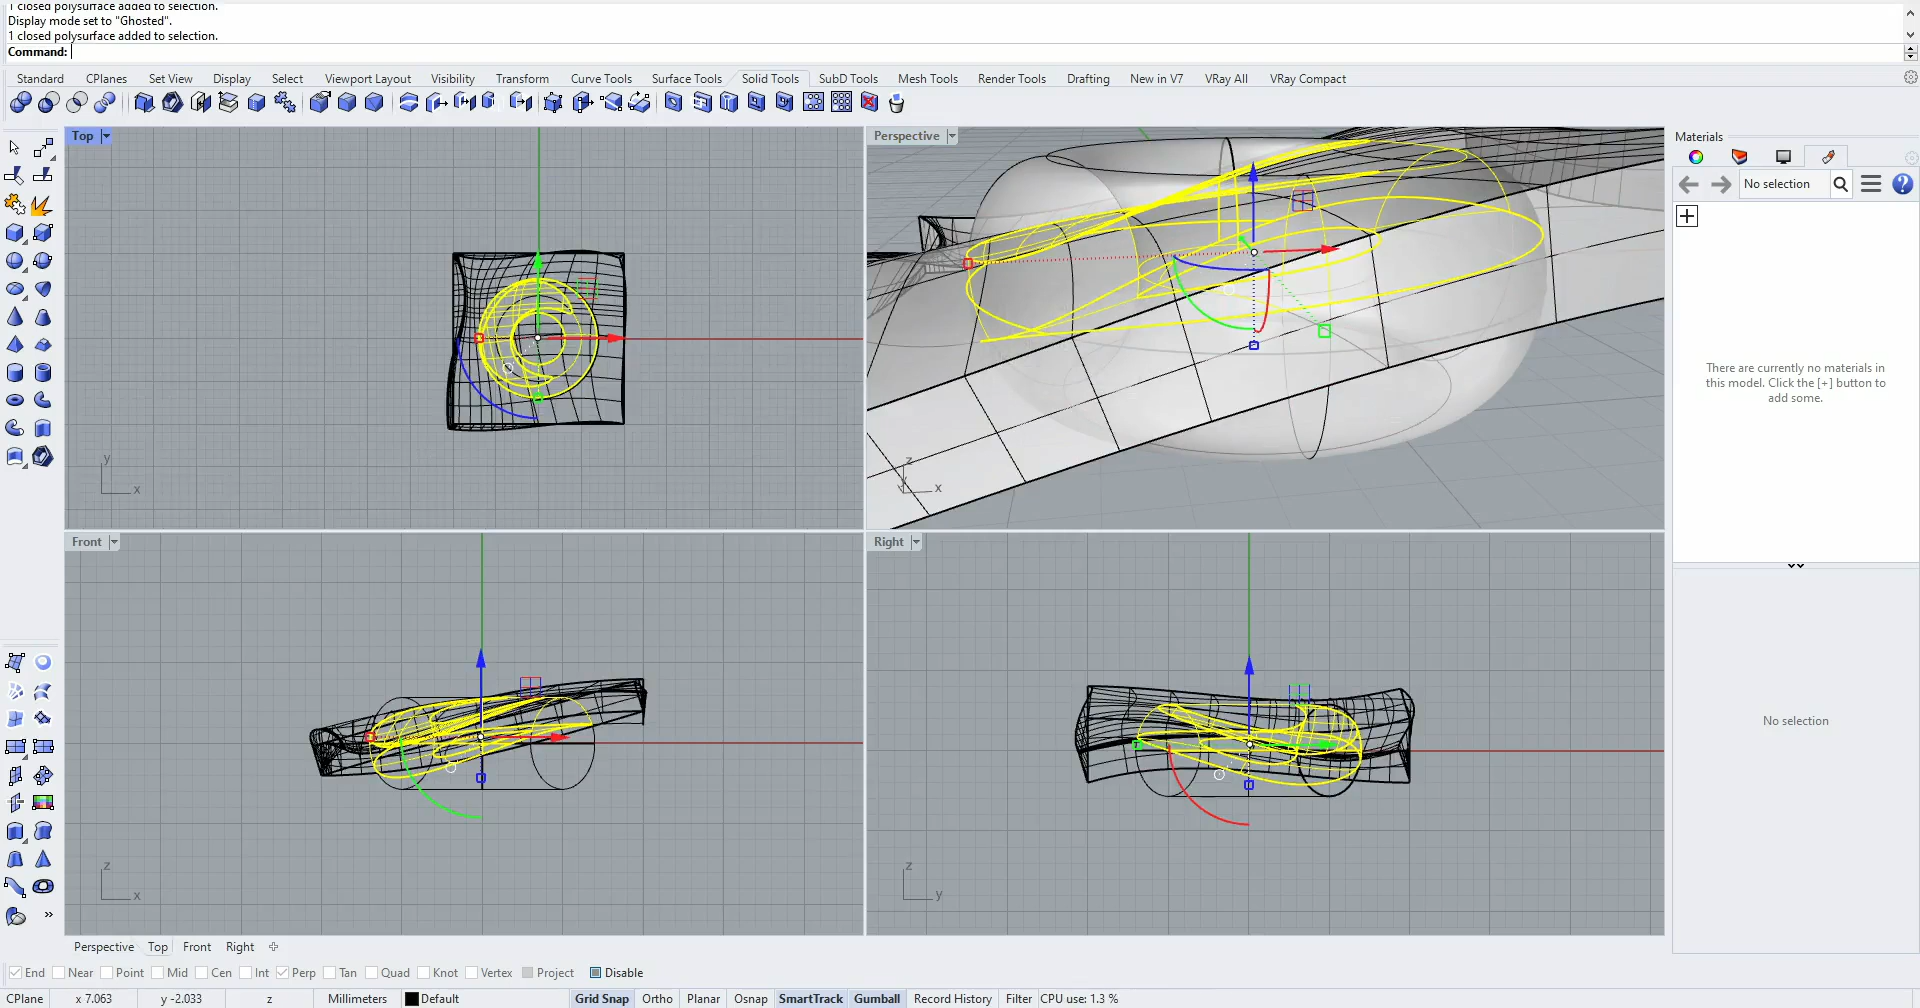 1 closed polysurface added to selection.
Display mode set to "Ghosted".
1 closed polysurface added to selection.
Command:
Standard CPlanes Set View Display Select Viewport Layout Visibility Transform Curve Tools Surface Tools Solid Tools SubD Tools Mesh Tools Render Tools Drafting New in V7 VRay All VRay Compact
Top
Perspective
Materials
No selection
There are currently no materials in
this model. Click the [+] button to
add some.
y
x
z
y
x
Front
Right
No selection
z
x
z
y
Perspective Top Front Right
End Near Point Mid Cen Int Perp Tan Quad Knot Vertex Project Disable
CPlane x 7.063 y -2.033 z Millimeters Default Grid Snap Ortho Planar Osnap SmartTrack Gumball Record History Filter CPU use: 1.3 %